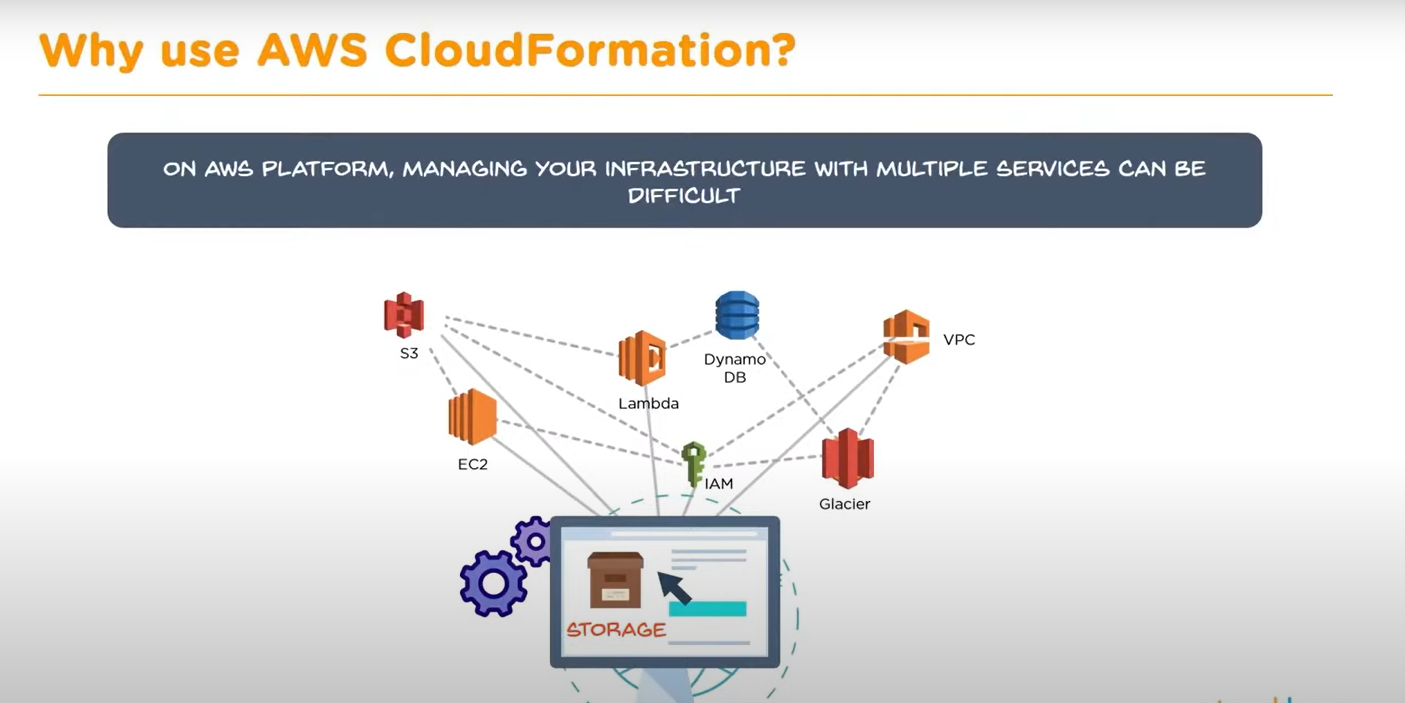 Why use AWS CloudFormation?
ON AWS PLATFORM, MANAGING YOUR INFRASTRUCTURE WITH MULTIPLE SERVICES CAN BE
DIFFICULT
S3
Lambda
Dynamo
DB
VPC
EC2
IAM
Glacier
STORAGE